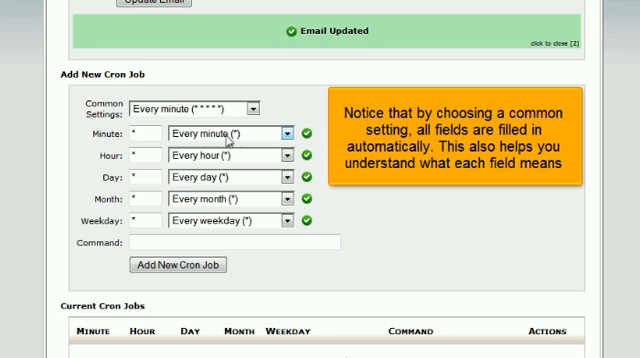 Update Email
Email Updated
click to close [2]
Add New Cron Job
Common Settings: Every minute (* * * * *)
Minute: * Every minute (*)
Hour: * Every hour (*)
Day: * Every day (*)
Month: * Every month (*)
Weekday: * Every weekday (*)
Command:
Add New Cron Job
Notice that by choosing a common
setting, all fields are filled in
automatically. This also helps you
understand what each field means
Current Cron Jobs
MINUTE HOUR DAY MONTH WEEKDAY COMMAND ACTIONS